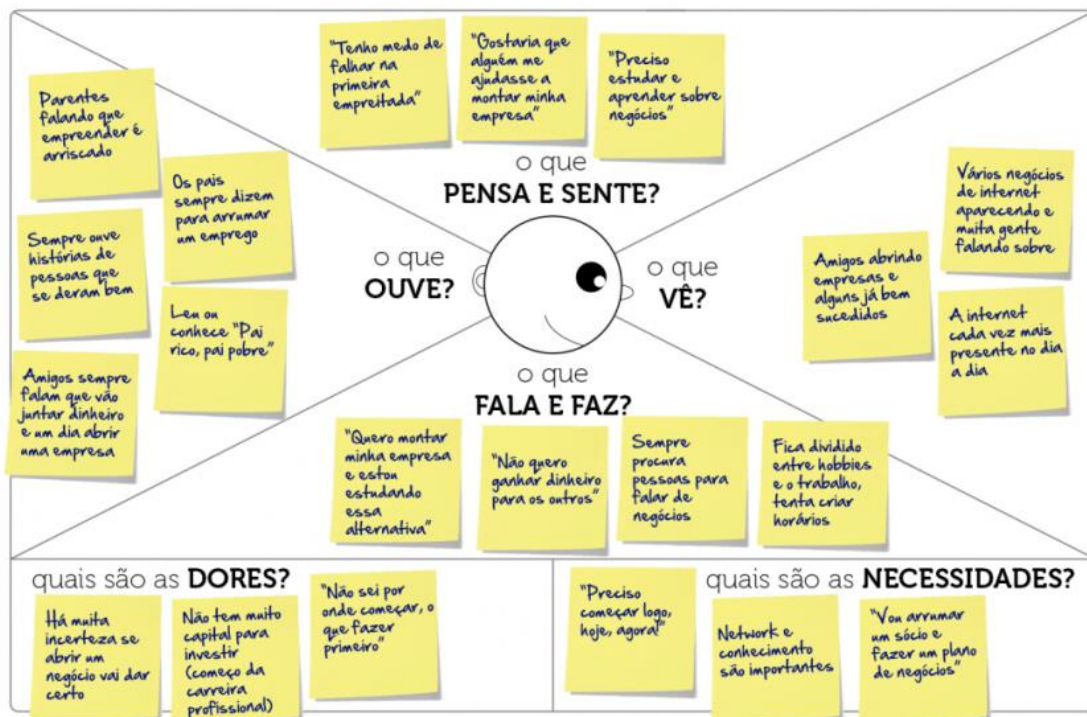 "Tenho medo de
falhar na
primeira
empreitada"
"Gostaria que
alguém me
ajudasse a
montar minha
empresa"
"Preciso
estudar e
aprender sobre
negócios"
o que
PENSA E SENTE?
Parentes
falando que
empreender é
arriscado
Os pais
sempre dizem
para arrumar
um emprego
Sempre ouve
histórias de
pessoas que
se deram bem
Leu ou
conhece "Pai
rico, pai pobre"
Amigos sempre
falam que vão
juntar dinheiro
e um dia abrir
uma empresa
o que
OUVE?
o que
VÊ?
Vários negócios
de internet
aparecendo e
muita gente
falando sobre
Amigos abrindo
empresas e
alguns já bem
sucedidos
A internet
cada vez mais
presente no dia
a dia
o que
FALA E FAZ?
"Quero montar
minha empresa
e estou
estudando
essa
alternativa"
"Não quero
ganhar dinheiro
para os outros"
Sempre
procura
pessoas para
falar de
negócios
Fica dividido
entre hobbies
e o trabalho,
tenta criar
horários
quais são as DORES?
Há muita
incerteza se
abrir um
negócio vai dar
certo
Não tem muito
capital para
investir
(começo da
carreira
profissional)
"Não sei por
onde começar, o
que fazer
primeiro"
quais são as NECESSIDADES?
"Preciso
começar logo,
hoje, agora!"
Network e
conhecimento
são importantes
"Vou arrumar
um sócio e
fazer um plano
de negócios"